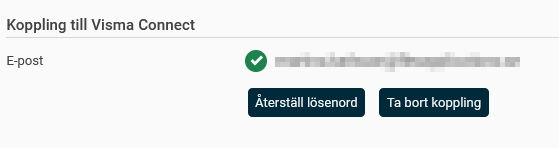 Koppling till Visma Connect
E-post
Återställ lösenord Ta bort koppling